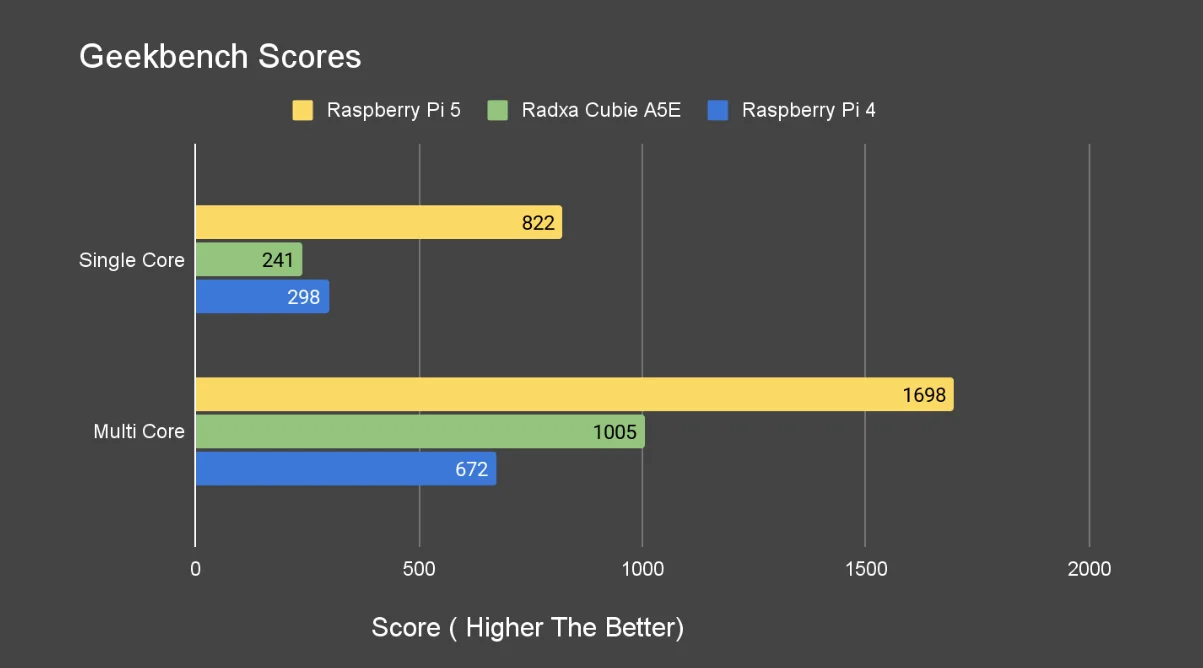 Geekbench Scores
Raspberry Pi 5 Radxa Cubie A5E Raspberry Pi 4
822
Single Core 241
298
1698
Multi Core 1005
672
0 500 1000 1500 2000
Score ( Higher The Better)